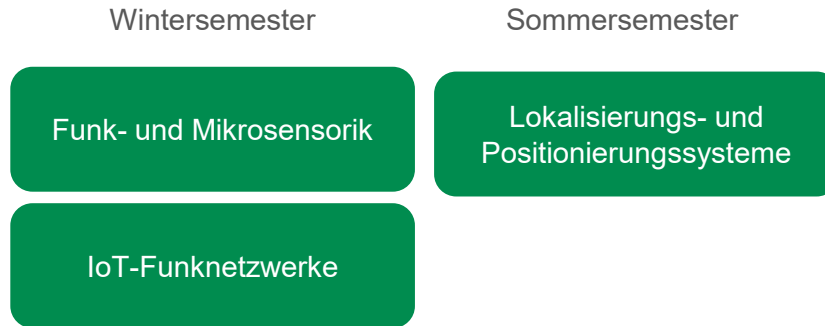 Wintersemester
Sommersemester
Funk- und Mikrosensorik
Lokalisierungs- und
Positionierungssysteme
IoT-Funknetzwerke